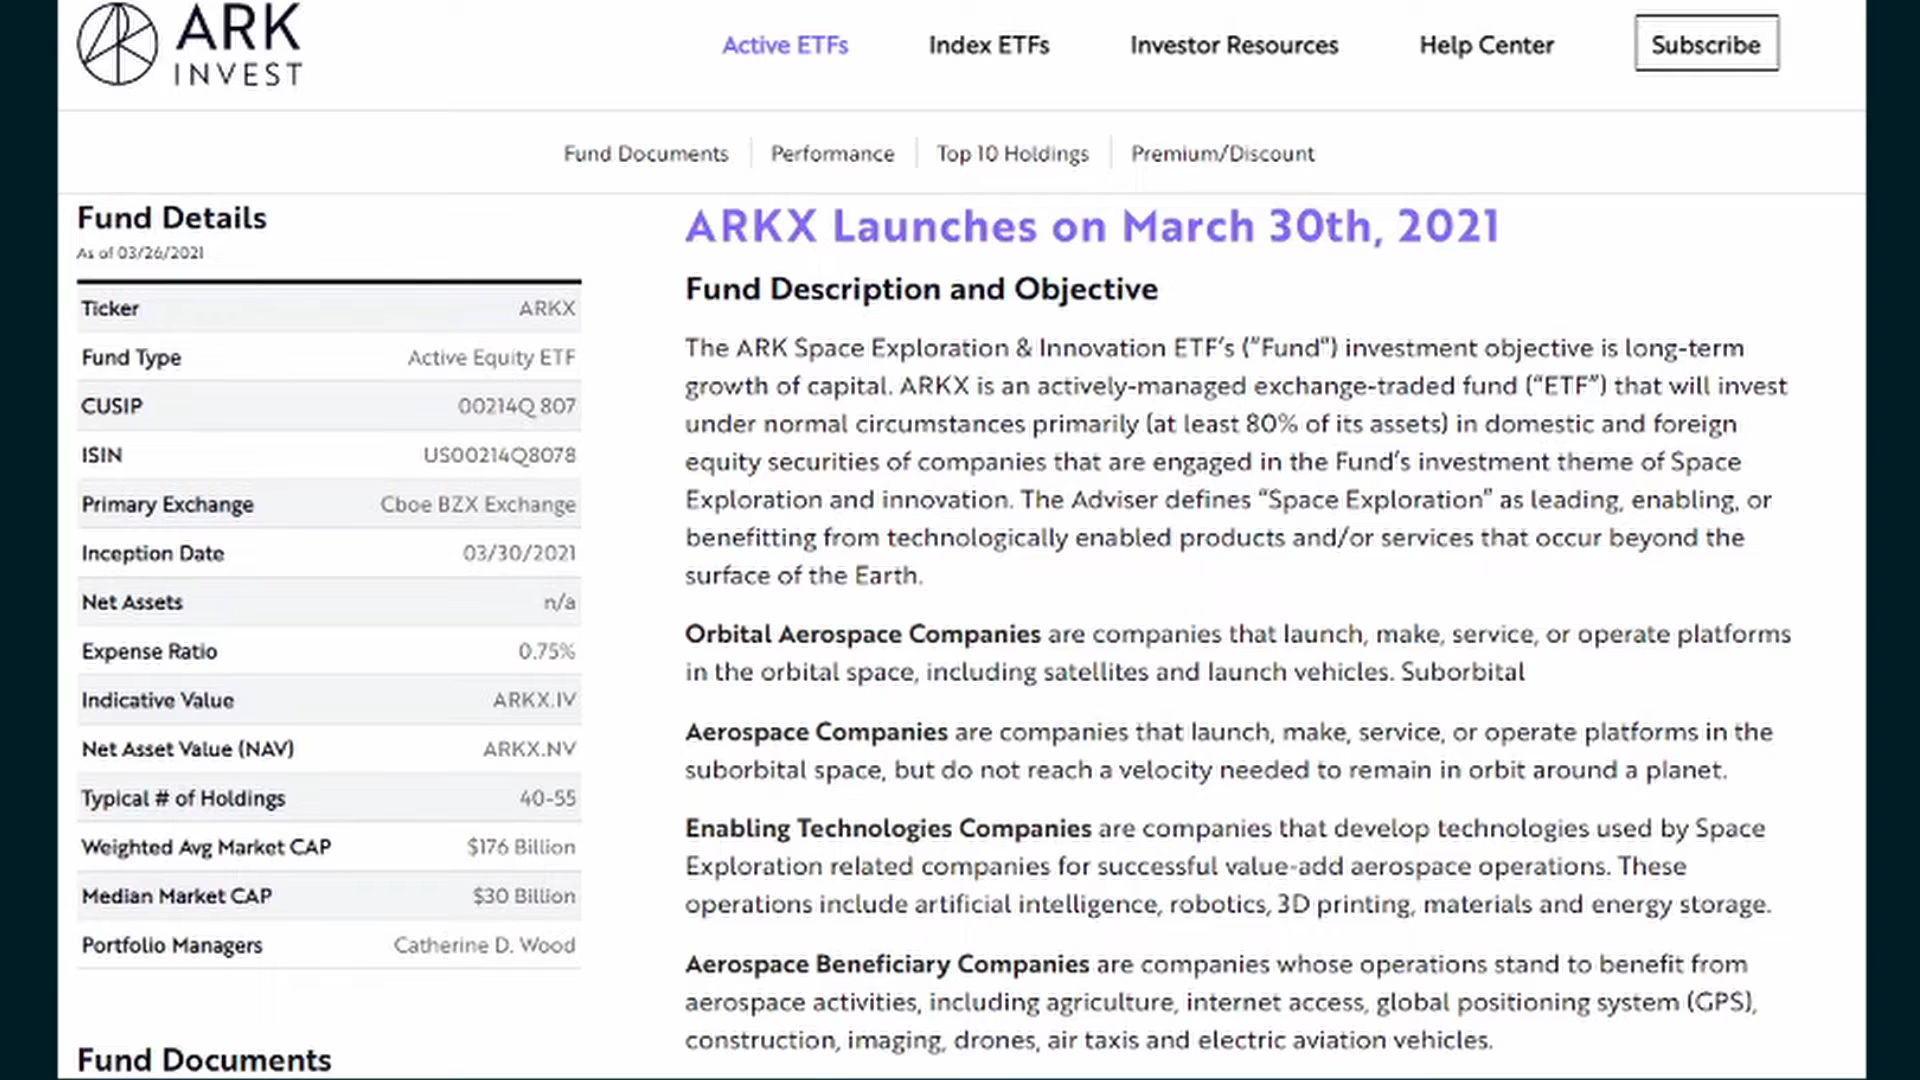 ARK
INVEST
Active ETFs
Index ETFs
Investor Resources
Help Center
Subscribe
Fund Documents
Performance
Top 10 Holdings
Premium/Discount
Fund Details
As of 03/26/2021
Ticker ARKX
Fund Type Active Equity ETF
CUSIP 00214Q 807
ISIN US00214Q8078
Primary Exchange Cboe BZX Exchange
Inception Date 03/30/2021
Net Assets n/a
Expense Ratio 0.75%
Indicative Value ARKX.IV
Net Asset Value (NAV) ARKX.NV
Typical # of Holdings 40-55
Weighted Avg Market CAP $176 Billion
Median Market CAP $30 Billion
Portfolio Managers Catherine D. Wood
Fund Documents
ARKX Launches on March 30th, 2021
Fund Description and Objective
The ARK Space Exploration & Innovation ETF's ("Fund") investment objective is long-term
growth of capital. ARKX is an actively-managed exchange-traded fund ("ETF") that will invest
under normal circumstances primarily (at least 80% of its assets) in domestic and foreign
equity securities of companies that are engaged in the Fund's investment theme of Space
Exploration and innovation. The Adviser defines "Space Exploration" as leading, enabling, or
benefitting from technologically enabled products and/or services that occur beyond the
surface of the Earth.
Orbital Aerospace Companies are companies that launch, make, service, or operate platforms
in the orbital space, including satellites and launch vehicles. Suborbital
Aerospace Companies are companies that launch, make, service, or operate platforms in the
suborbital space, but do not reach a velocity needed to remain in orbit around a planet.
Enabling Technologies Companies are companies that develop technologies used by Space
Exploration related companies for successful value-add aerospace operations. These
operations include artificial intelligence, robotics, 3D printing, materials and energy storage.
Aerospace Beneficiary Companies are companies whose operations stand to benefit from
aerospace activities, including agriculture, internet access, global positioning system (GPS),
construction, imaging, drones, air taxis and electric aviation vehicles.